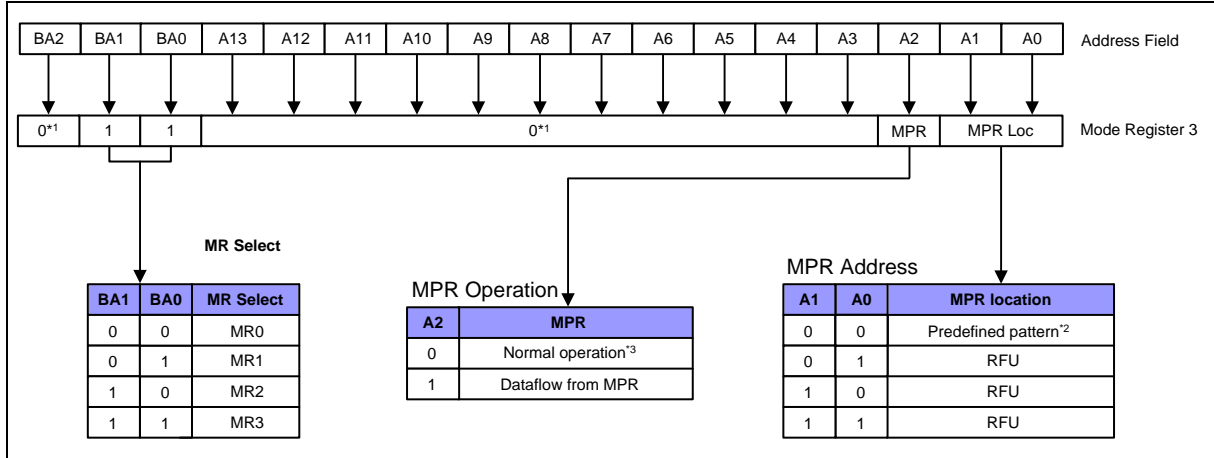 BA2 BA1 BA0 A13 A12 A11 A10 A9 A8 A7 A6 A5 A4 A3 A2 A1 A0 Address Field
0*1 1 1 0*1 MPR MPR Loc Mode Register 3
MR Select
BA1 BA0 MR Select
0 0 MR0
0 1 MR1
1 0 MR2
1 1 MR3
MPR Operation
A2 MPR
0 Normal operation*3
1 Dataflow from MPR
MPR Address
A1 A0 MPR location
0 0 Predefined pattern*2
0 1 RFU
1 0 RFU
1 1 RFU